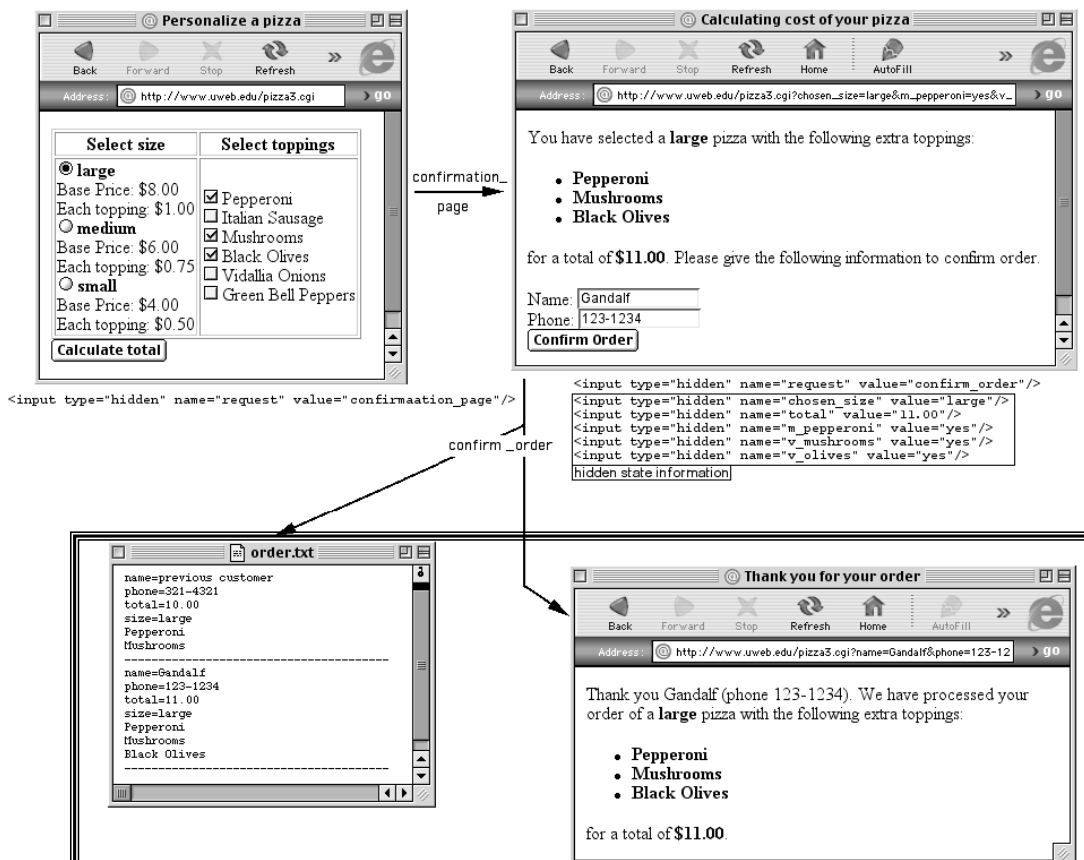 Personalize a pizza
Back Forward Stop Refresh »
Address: http://www.uweb.edu/pizza3.cgi go
Select size Select toppings
large
Base Price: $8.00
Each topping: $1.00
medium
Base Price: $6.00
Each topping: $0.75
small
Base Price: $4.00
Each topping: $0.50
Pepperoni
Italian Sausage
Mushrooms
Black Olives
Vidallia Onions
Green Bell Peppers
Calculate total
<input type="hidden" name="request" value="confirmaation_page"/>
confirmation_
page
Calculating cost of your pizza
Back Forward Stop Refresh Home AutoFill »
Address: http://www.uweb.edu/pizza3.cgi?chosen_size=large&m_pepperoni=yes&v_ go
You have selected a large pizza with the following extra toppings:
• Pepperoni
• Mushrooms
• Black Olives
for a total of $11.00. Please give the following information to confirm order.
Name: Gandalf
Phone: 123-1234
Confirm Order
<input type="hidden" name="request" value="confirm_order"/>
<input type="hidden" name="chosen_size" value="large"/>
<input type="hidden" name="total" value="11.00"/>
<input type="hidden" name="m_pepperoni" value="yes"/>
<input type="hidden" name="v_mushrooms" value="yes"/>
<input type="hidden" name="v_olives" value="yes"/>
hidden state information
confirm _order
order.txt
name=previous customer
phone=321-4321
total=10.00
size=large
Pepperoni
Mushrooms
----------------------------------------
name=Gandalf
phone=123-1234
total=11.00
size=large
Pepperoni
Mushrooms
Black Olives
----------------------------------------
Thank you for your order
Back Forward Stop Refresh Home AutoFill »
Address: http://www.uweb.edu/pizza3.cgi?name=Gandalf&phone=123-12 go
Thank you Gandalf (phone 123-1234). We have processed your
order of a large pizza with the following extra toppings:
• Pepperoni
• Mushrooms
• Black Olives
for a total of $11.00.